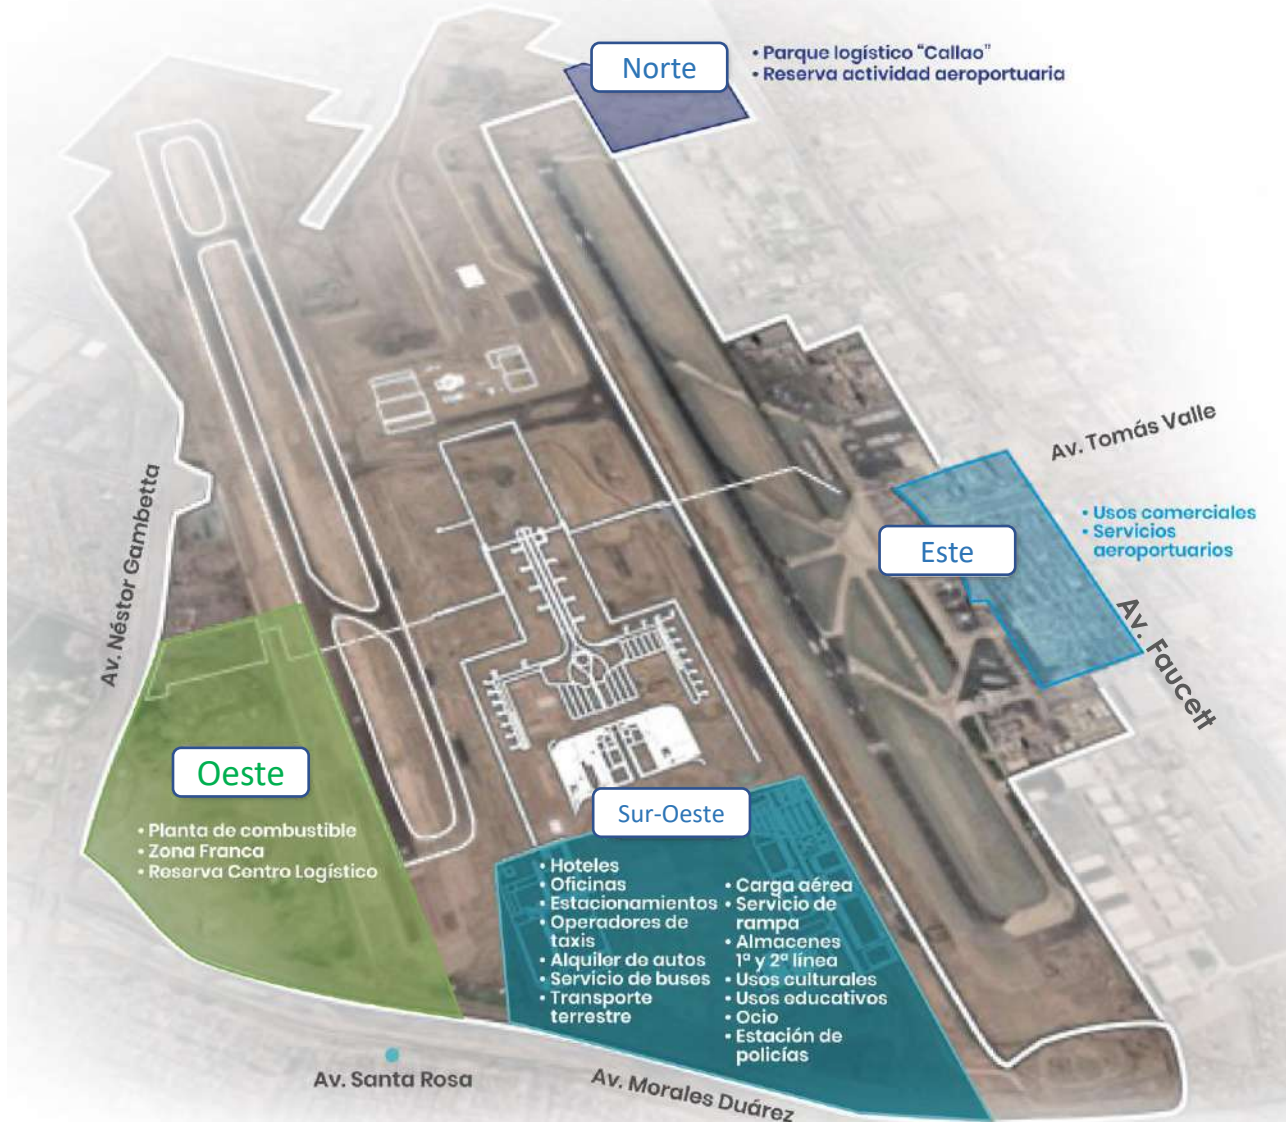 Norte
• Parque logístico “Callao”
• Reserva actividad aeroportuaria
Av. Tomás Valle
• Usos comerciales
• Servicios
aeroportuarios
Este
Av. Faucett
Av. Néstor Gambetta
Oeste
• Planta de combustible
• Zona Franca
• Reserva Centro Logístico
Sur-Oeste
• Hoteles
• Oficinas
• Estacionamientos
• Operadores de
taxis
• Alquiler de autos
• Servicio de buses
• Transporte
terrestre
• Carga aérea
• Servicio de
rampa
• Almacenes
1ª y 2ª línea
• Usos culturales
• Usos educativos
• Ocio
• Estación de
policías
Av. Santa Rosa
Av. Morales Duárez